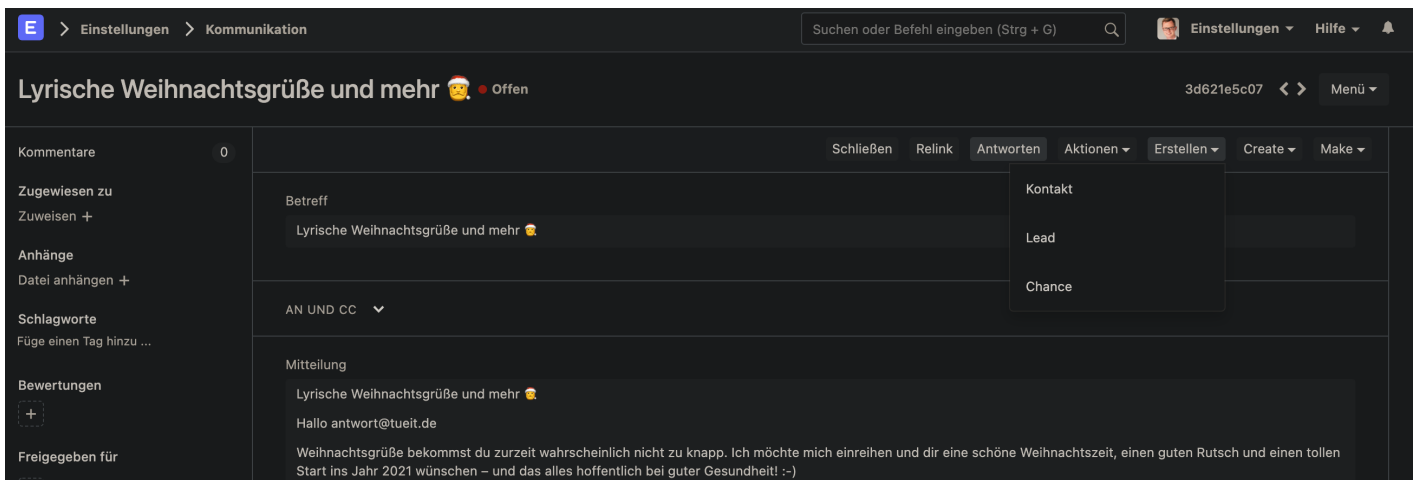 E Einstellungen Kommunikation Suchen oder Befehl eingeben (Strg + G) Einstellungen Hilfe
Lyrische Weihnachtsgrüße und mehr 🎅 Offen 3d621e5c07 Menü
Kommentare 0
Schließen Relink Antworten Aktionen Erstellen Create Make
Kontakt
Lead
Chance
Zugewiesen zu
Zuweisen +
Anhänge
Datei anhängen +
Schlagworte
Füge einen Tag hinzu ...
Bewertungen
+
Freigegeben für
Betreff
Lyrische Weihnachtsgrüße und mehr 🎅
AN UND CC
Mitteilung
Lyrische Weihnachtsgrüße und mehr 🎅
Hallo antwort@tueit.de
Weihnachtsgrüße bekommst du zurzeit wahrscheinlich nicht zu knapp. Ich möchte mich einreihen und dir eine schöne Weihnachtszeit, einen guten Rutsch und einen tollen
Start ins Jahr 2021 wünschen – und das alles hoffentlich bei guter Gesundheit! :-)